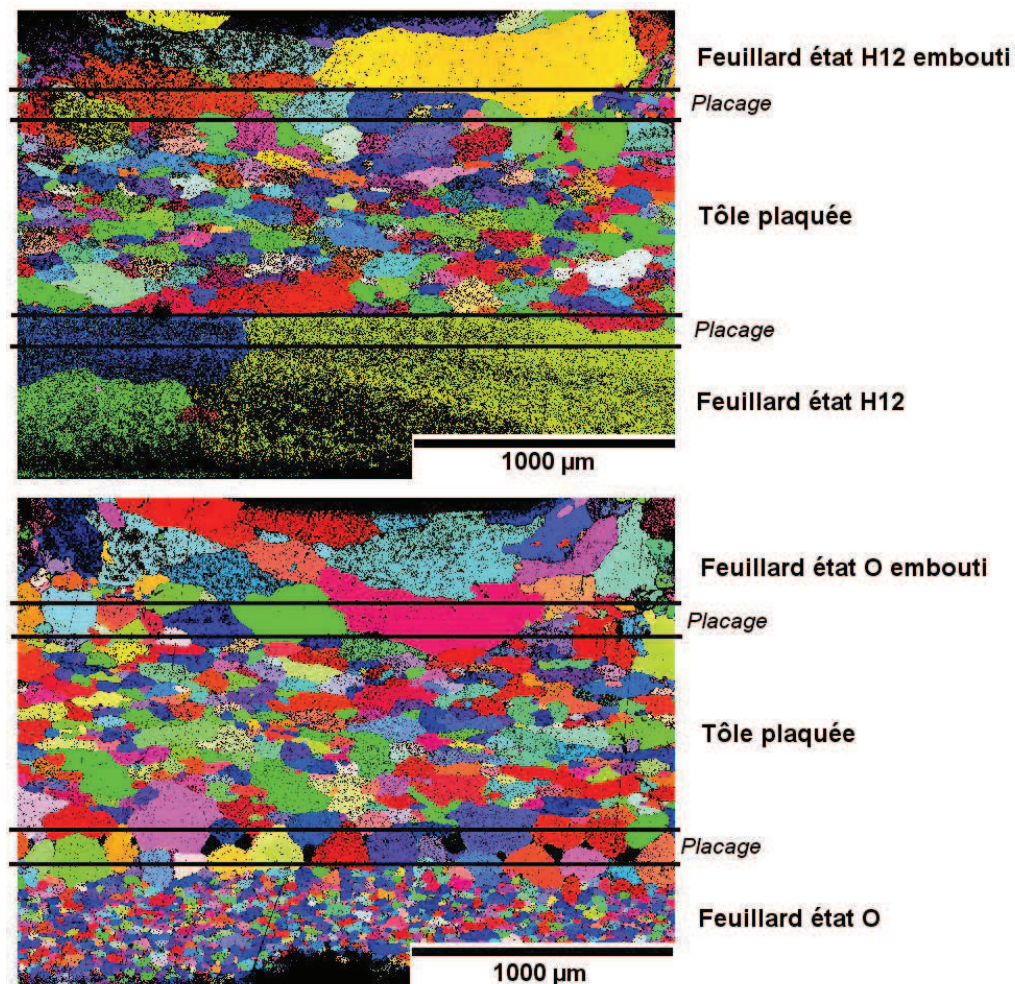 Feuillard état H12 embouti
Placage
Tôle plaquée
Placage
Feuillard état H12
1000 µm
Feuillard état O embouti
Placage
Tôle plaquée
Placage
Feuillard état O
1000 µm